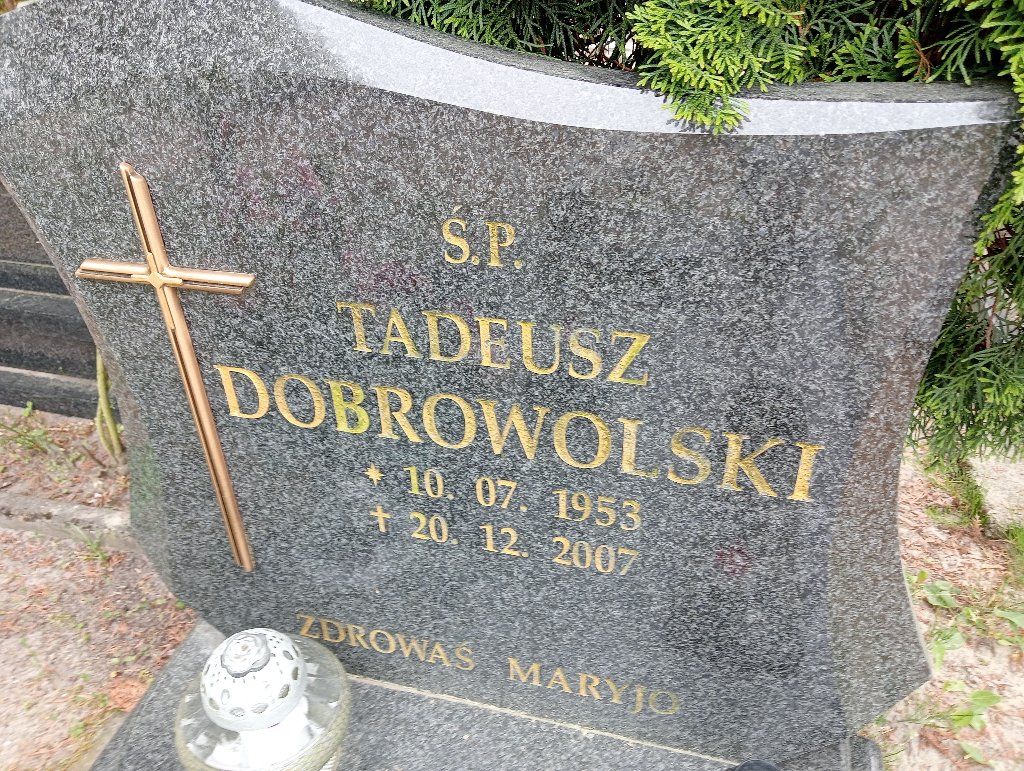 Ś.P.
TADEUSZ
DOBROWOLSKI
* 10. 07. 1953
† 20. 12. 2007
ZDROWAŚ MARYJO